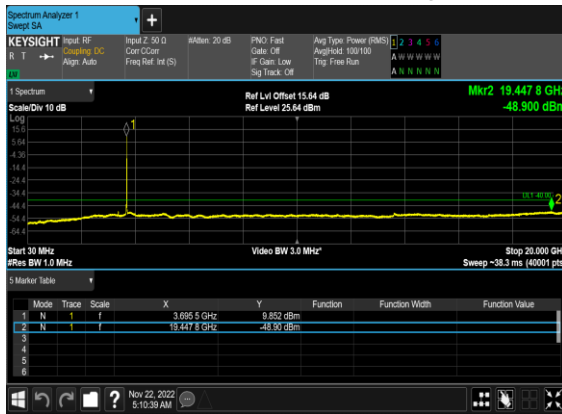 Spectrum Analyzer 1
Swept SA
KEYSIGHT Input: RF Input Z: 50 Ω #Atten: 20 dB PNO: Fast Avg Type: Power (RMS) 1 2 3 4 5 6
R T Coupling: DC Corr CCorr Gate: Off Avg|Hold: 100/100 A W W W W W
Align: Auto Freq Ref: Int (S) IF Gain: Low Trig: Free Run
Sig Track: Off A N N N N N
1 Spectrum Ref Lvl Offset 15.64 dB Mkr2 19.447 8 GHz
Scale/Div 10 dB Ref Level 25.64 dBm -48.900 dBm
Log
15.6
5.64
-4.36
-14.4
-24.4
-34.4
-44.4
-54.4
-64.4
1
DL1 -40.00
2
Start 30 MHz Video BW 3.0 MHz* Stop 20.000 GHz
#Res BW 1.0 MHz Sweep ~38.3 ms (40001 pts)
5 Marker Table
Mode Trace Scale X Y Function Function Width Function Value
1 N 1 f 3.695 5 GHz 9.852 dBm
2 N 1 f 19.447 8 GHz -48.90 dBm
3
4
5
6
? Nov 22, 2022
5:10:39 AM